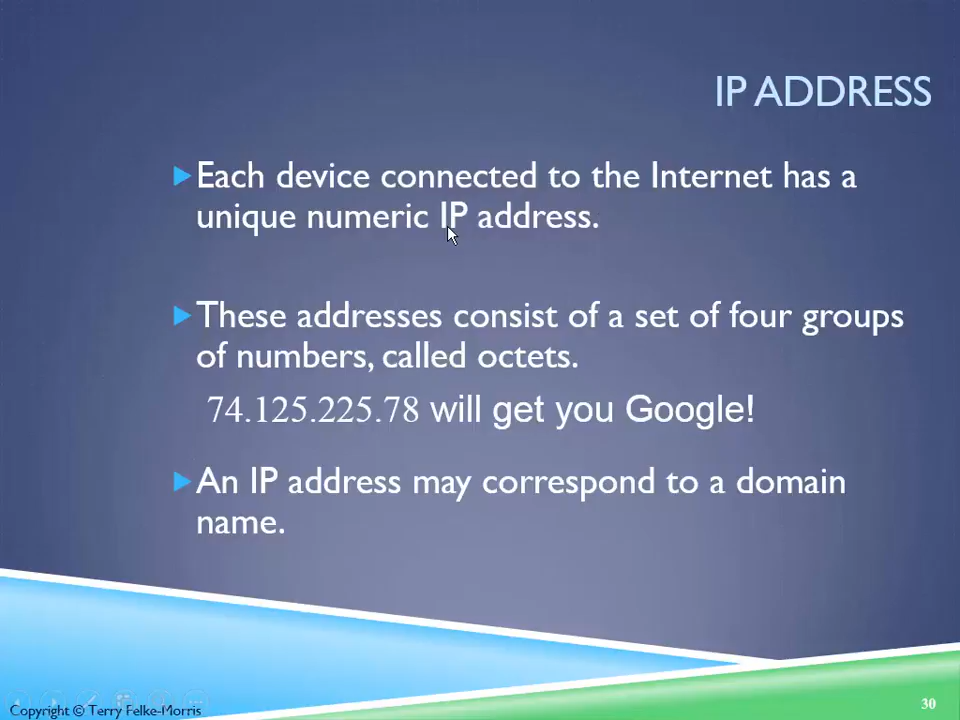 IP ADDRESS
Each device connected to the Internet has a
unique numeric IP address.
These addresses consist of a set of four groups
of numbers, called octets.
74.125.225.78 will get you Google!
An IP address may correspond to a domain
name.
Copyright © Terry Felke-Morris
30